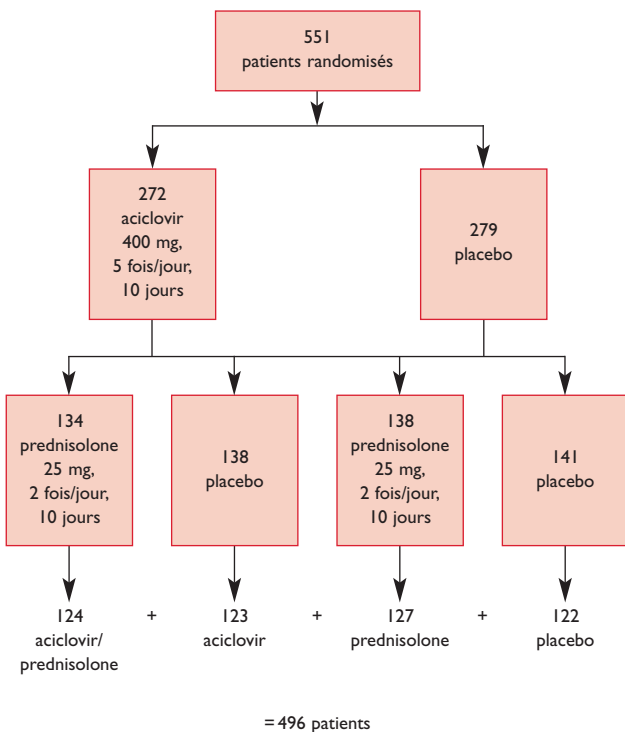 551
patients randomisés
272
aciclovir
400 mg,
5 fois/jour,
10 jours
279
placebo
134
prednisolone
25 mg,
2 fois/jour,
10 jours
138
placebo
138
prednisolone
25 mg,
2 fois/jour,
10 jours
141
placebo
124 + 123 + 127 + 122
aciclovir/ aciclovir prednisolone placebo
prednisolone
= 496 patients